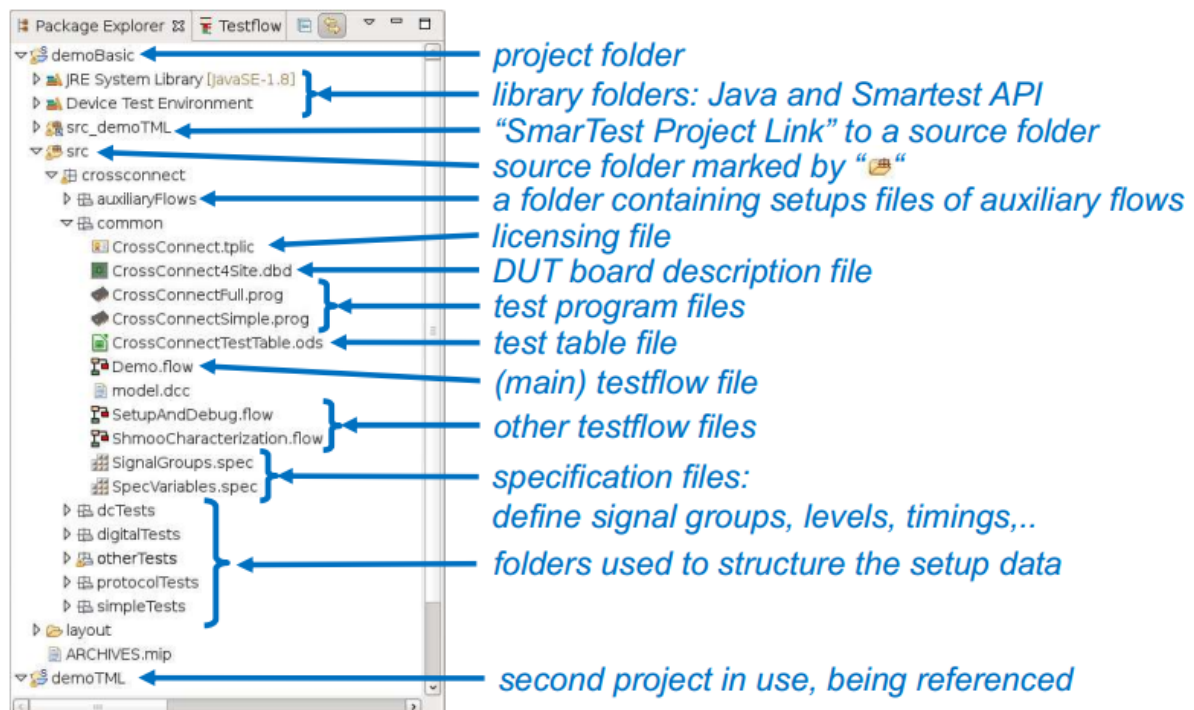 Package Explorer Testflow
demoBasic project folder
JRE System Library [JavaSE-1.8]
library folders: Java and Smartest API
Device Test Environment
src_demoTML “SmarTest Project Link” to a source folder
src source folder marked by “ “
crossconnect
auxiliaryFlows a folder containing setups files of auxiliary flows
common
CrossConnect.tplic licensing file
CrossConnect4Site.dbd DUT board description file
CrossConnectFull.prog
test program files
CrossConnectSimple.prog
CrossConnectTestTable.ods test table file
Demo.flow (main) testflow file
model.dcc
SetupAndDebug.flow
other testflow files
ShmooCharacterization.flow
SignalGroups.spec
specification files:
SpecVariables.spec
define signal groups, levels, timings,..
dcTests
digitalTests
otherTests folders used to structure the setup data
protocolTests
simpleTests
layout
ARCHIVES.mip
demoTML second project in use, being referenced